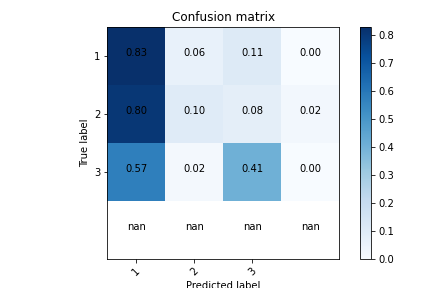 Confusion matrix
0.8
1 0.83 0.06 0.11 0.00
0.7
0.6
2 0.80 0.10 0.08 0.02
0.5
True label
0.4
3 0.57 0.02 0.41 0.00
0.3
0.2
nan nan nan nan
0.1
0.0
1 2 3
Predicted label